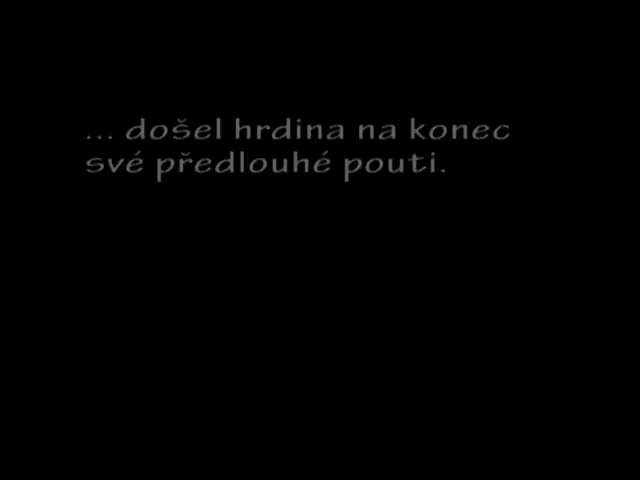 ... došel hrdina na konec
své předlouhé pouti.